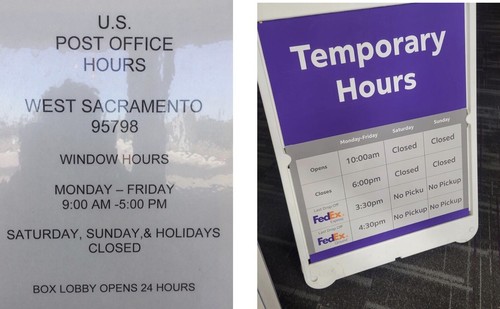 U.S.
POST OFFICE
HOURS
WEST SACRAMENTO
95798
WINDOW HOURS
MONDAY – FRIDAY
9:00 AM -5:00 PM
SATURDAY, SUNDAY,& HOLIDAYS
CLOSED
BOX LOBBY OPENS 24 HOURS
Temporary
Hours
Monday-Friday Saturday Sunday
Opens 10:00am Closed Closed
Closes 6:00pm Closed Closed
FedEx 3:30pm No Picku No Pickup
FedEx 4:30pm No Pickup No Pickup